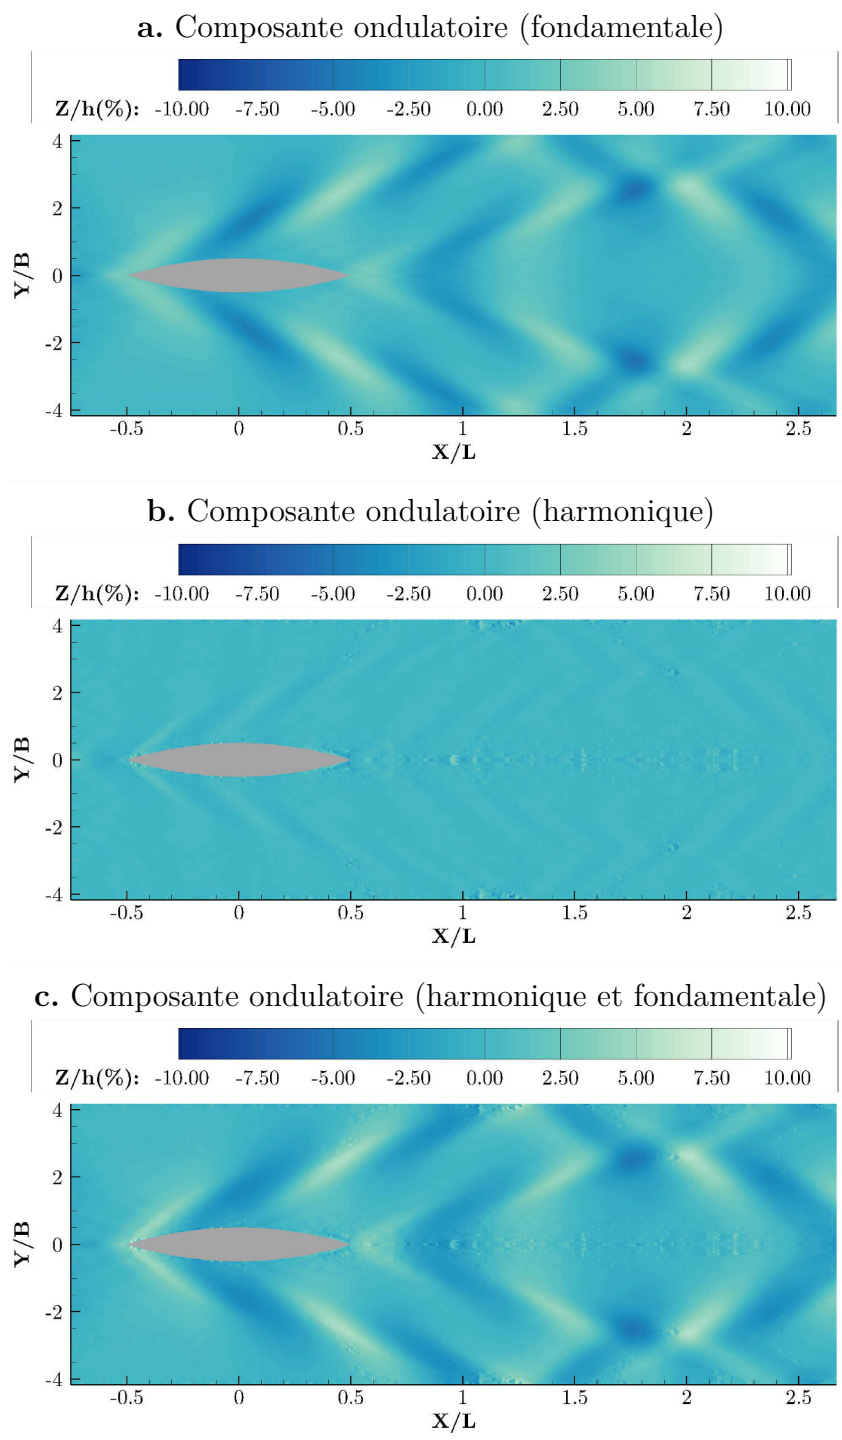 a. Composante ondulatoire (fondamentale)
Z/h(%): -10.00 -7.50 -5.00 -2.50 0.00 2.50 5.00 7.50 10.00
4
2
0
-2
-4
Y/B
-0.5 0 0.5 1 1.5 2 2.5
X/L
b. Composante ondulatoire (harmonique)
Z/h(%): -10.00 -7.50 -5.00 -2.50 0.00 2.50 5.00 7.50 10.00
4
2
0
-2
-4
Y/B
-0.5 0 0.5 1 1.5 2 2.5
X/L
c. Composante ondulatoire (harmonique et fondamentale)
Z/h(%): -10.00 -7.50 -5.00 -2.50 0.00 2.50 5.00 7.50 10.00
4
2
0
-2
-4
Y/B
-0.5 0 0.5 1 1.5 2 2.5
X/L